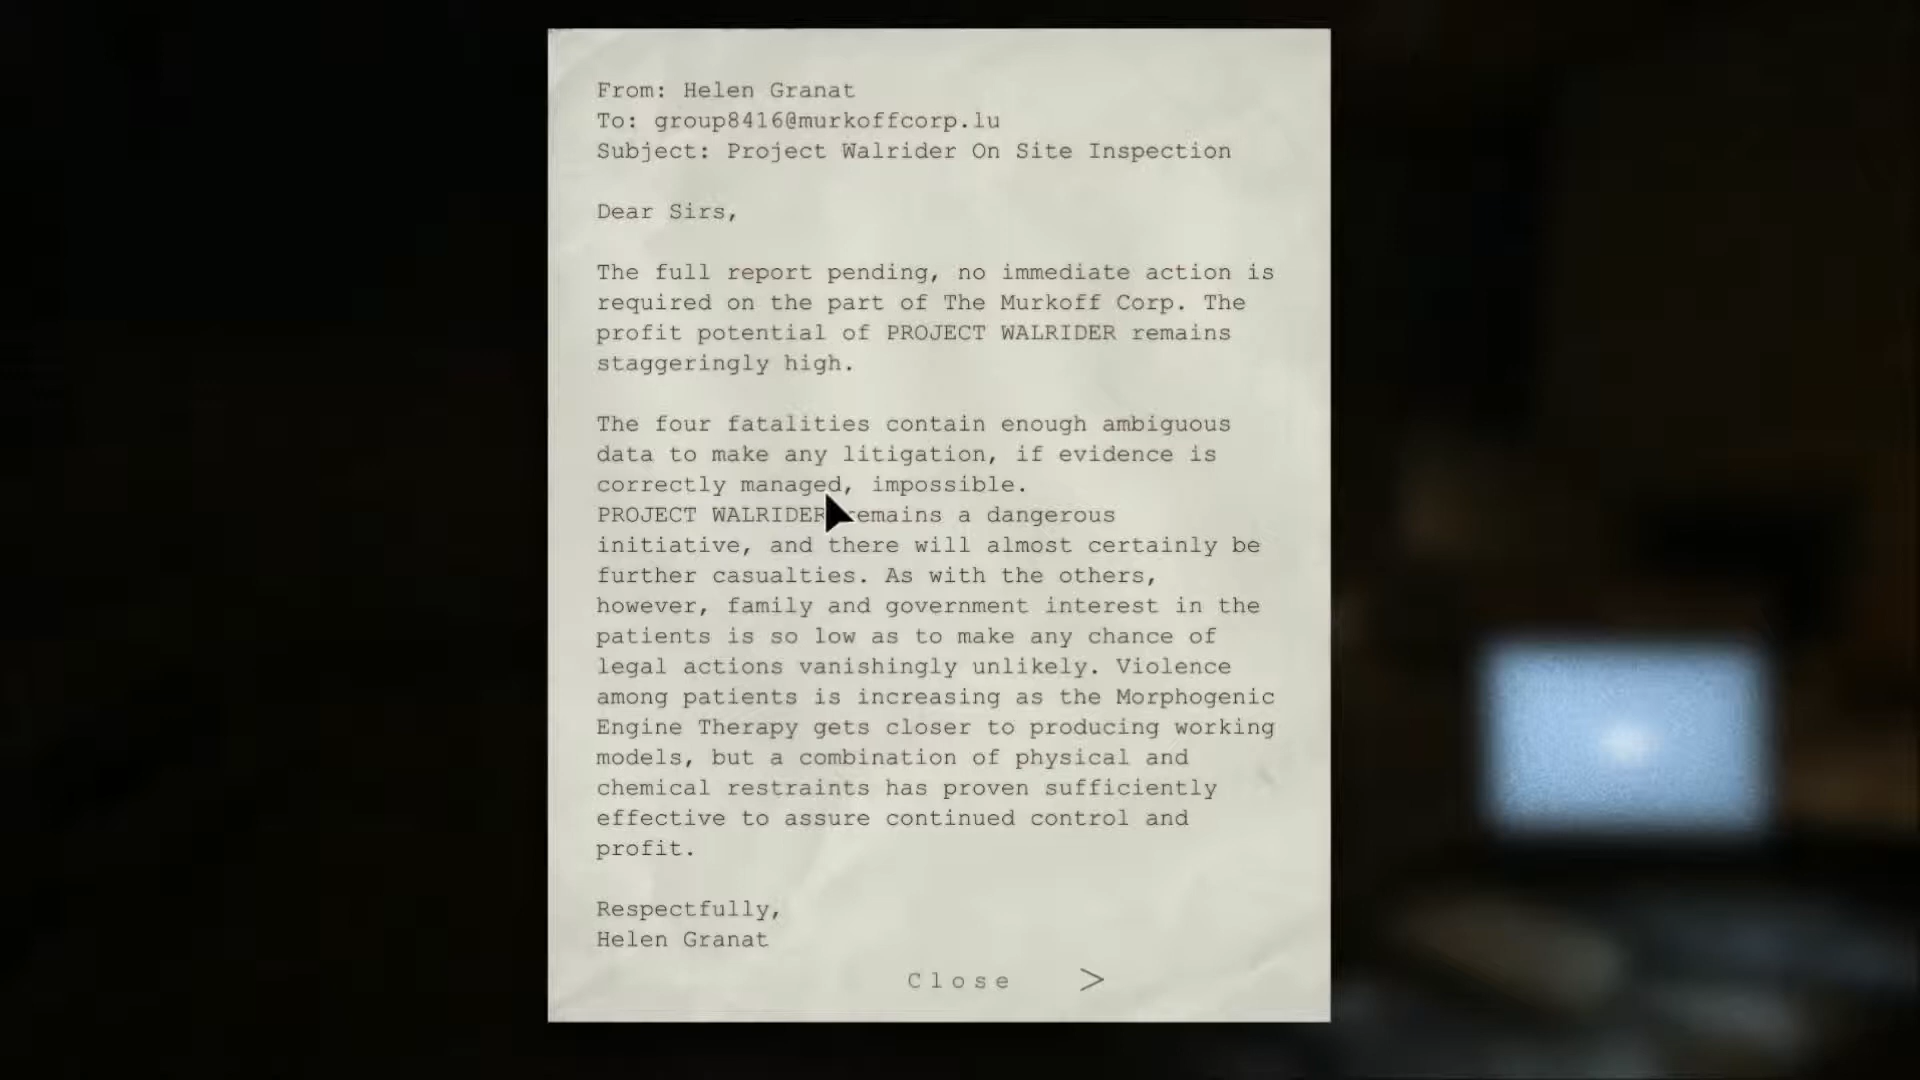 From: Helen Granat
To: group8416@murkoffcorp.lu
Subject: Project Walrider On Site Inspection
Dear Sirs,
The full report pending, no immediate action is
required on the part of The Murkoff Corp. The
profit potential of PROJECT WALRIDER remains
staggeringly high.
The four fatalities contain enough ambiguous
data to make any litigation, if evidence is
correctly managed, impossible.
PROJECT WALRIDER remains a dangerous
initiative, and there will almost certainly be
further casualties. As with the others,
however, family and government interest in the
patients is so low as to make any chance of
legal actions vanishingly unlikely. Violence
among patients is increasing as the Morphogenic
Engine Therapy gets closer to producing working
models, but a combination of physical and
chemical restraints has proven sufficiently
effective to assure continued control and
profit.
Respectfully,
Helen Granat
Close >